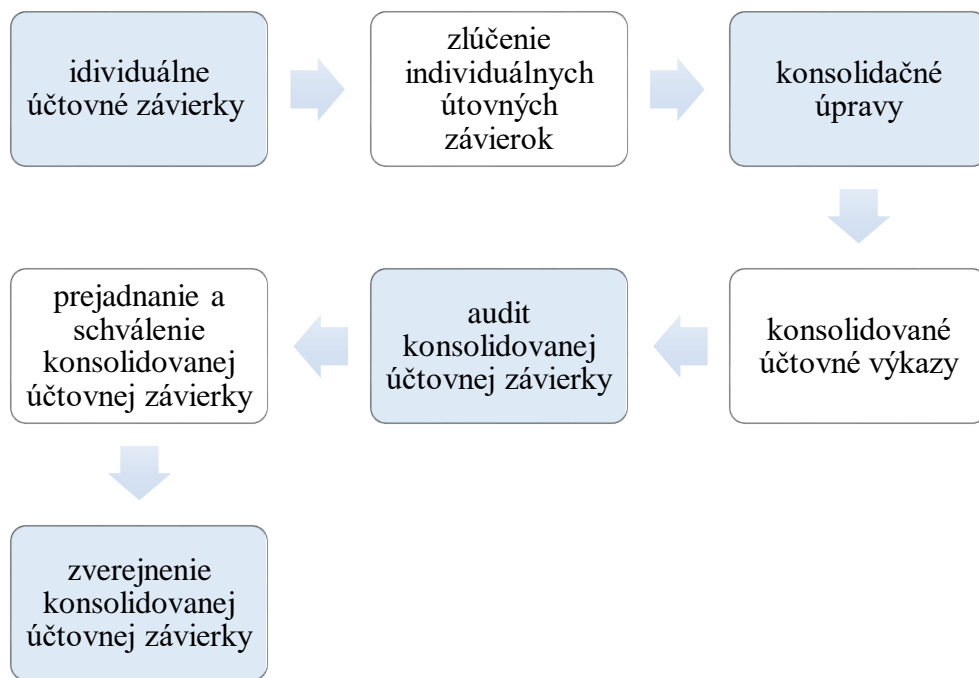 idividuálne
účtovné závierky
zlúčenie
individuálnych
útovných
závierok
konsolidačné
úpravy
konsolidované
účtovné výkazy
audit
konsolidovanej
účtovnej závierky
prejadnanie a
schválenie
konsolidovanej
účtovnej závierky
zverejnenie
konsolidovanej
účtovnej závierky